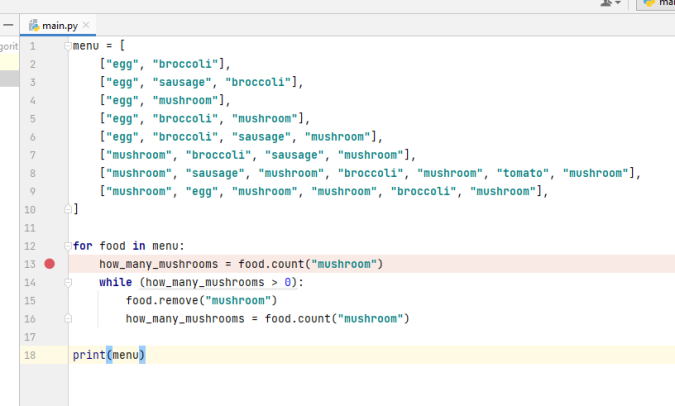 main.py
mai
gorit
1 menu = [
2 ["egg", "broccoli"],
3 ["egg", "sausage", "broccoli"],
4 ["egg", "mushroom"],
5 ["egg", "broccoli", "mushroom"],
6 ["egg", "broccoli", "sausage", "mushroom"],
7 ["mushroom", "broccoli", "sausage", "mushroom"],
8 ["mushroom", "sausage", "mushroom", "broccoli", "mushroom", "tomato", "mushroom"],
9 ["mushroom", "egg", "mushroom", "mushroom", "broccoli", "mushroom"],
10 ]
11
12 for food in menu:
13 how_many_mushrooms = food.count("mushroom")
14 while (how_many_mushrooms > 0):
15 food.remove("mushroom")
16 how_many_mushrooms = food.count("mushroom")
17
18 print(menu)